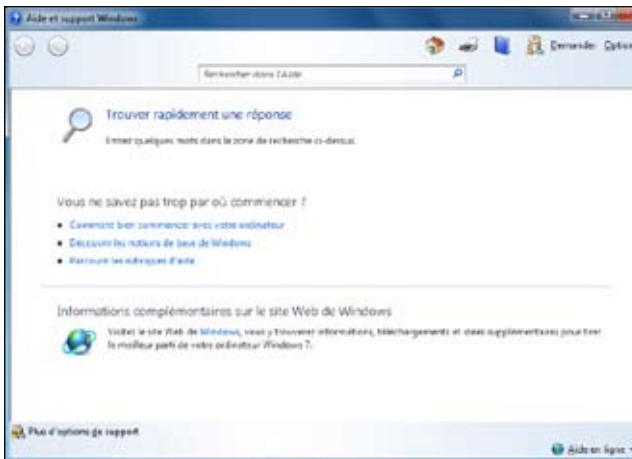 Aide et support Windows
Demander Option
Rechercher dans l'Aide
Trouver rapidement une réponse
Entrez quelques mots dans la zone de recherche ci-dessus.
Vous ne savez pas trop par où commencer ?
Comment bien commencer avec votre ordinateur
Découvrir les notions de base de Windows
Parcourir les rubriques d'aide
Informations complémentaires sur le site Web de Windows
Visitez le site Web de Windows, vous y trouverez informations, téléchargements et idées supplémentaires pour tirer
le meilleur parti de votre ordinateur Windows 7.
Plus d'options de support
Aide en ligne